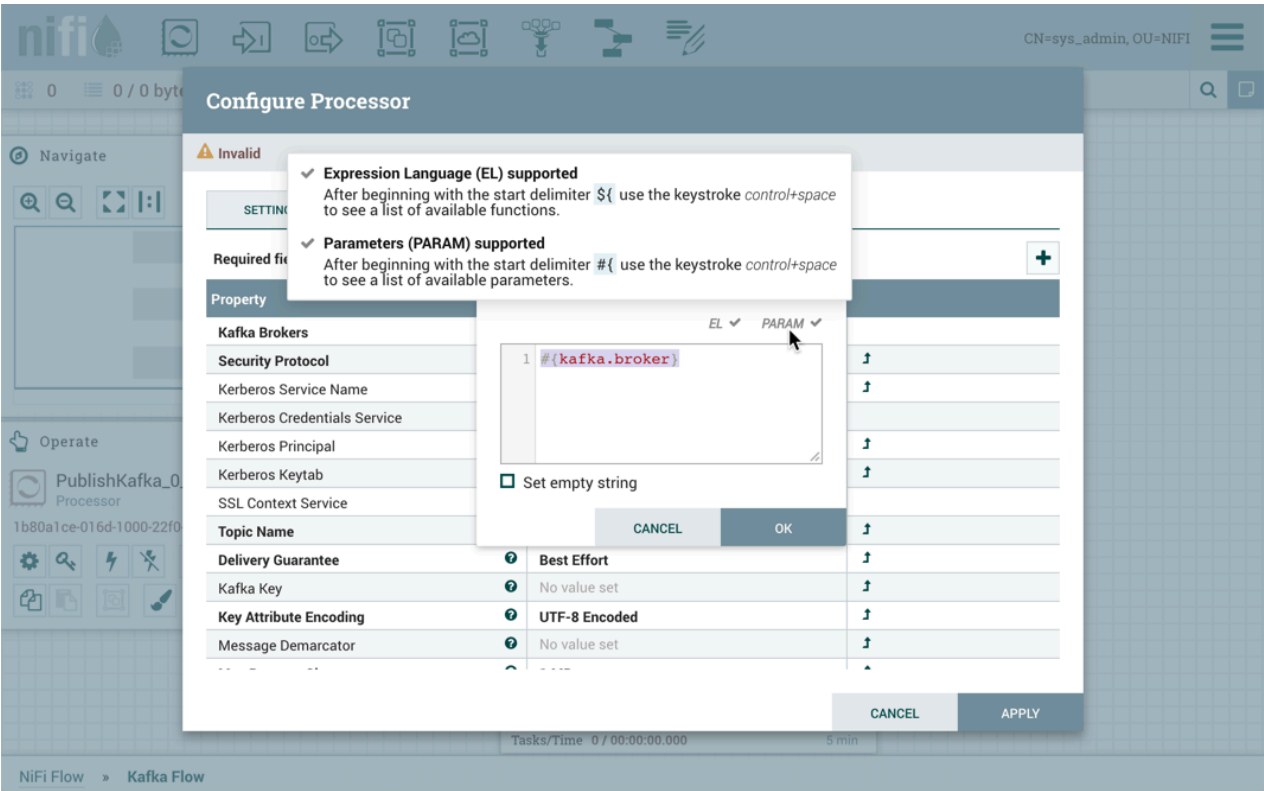 nifi
CN=sys_admin, OU=NIFI
0 0 / 0 byte
Configure Processor
Navigate
Invalid
Expression Language (EL) supported
After beginning with the start delimiter ${ use the keystroke control+space
to see a list of available functions.
SETTING
Parameters (PARAM) supported
After beginning with the start delimiter #{ use the keystroke control+space
to see a list of available parameters.
Required fie
Property
EL PARAM
Kafka Brokers
1 #{kafka.broker}
Security Protocol
Kerberos Service Name
Kerberos Credentials Service
Operate
Kerberos Principal
Kerberos Keytab
Set empty string
PublishKafka_0_
Processor
SSL Context Service
1b80a1ce-016d-1000-22f0-
Topic Name
CANCEL OK
Delivery Guarantee Best Effort
Kafka Key No value set
Key Attribute Encoding UTF-8 Encoded
Message Demarcator No value set
CANCEL APPLY
Tasks/Time 0 / 00:00:00.000 5 min
NiFi Flow » Kafka Flow